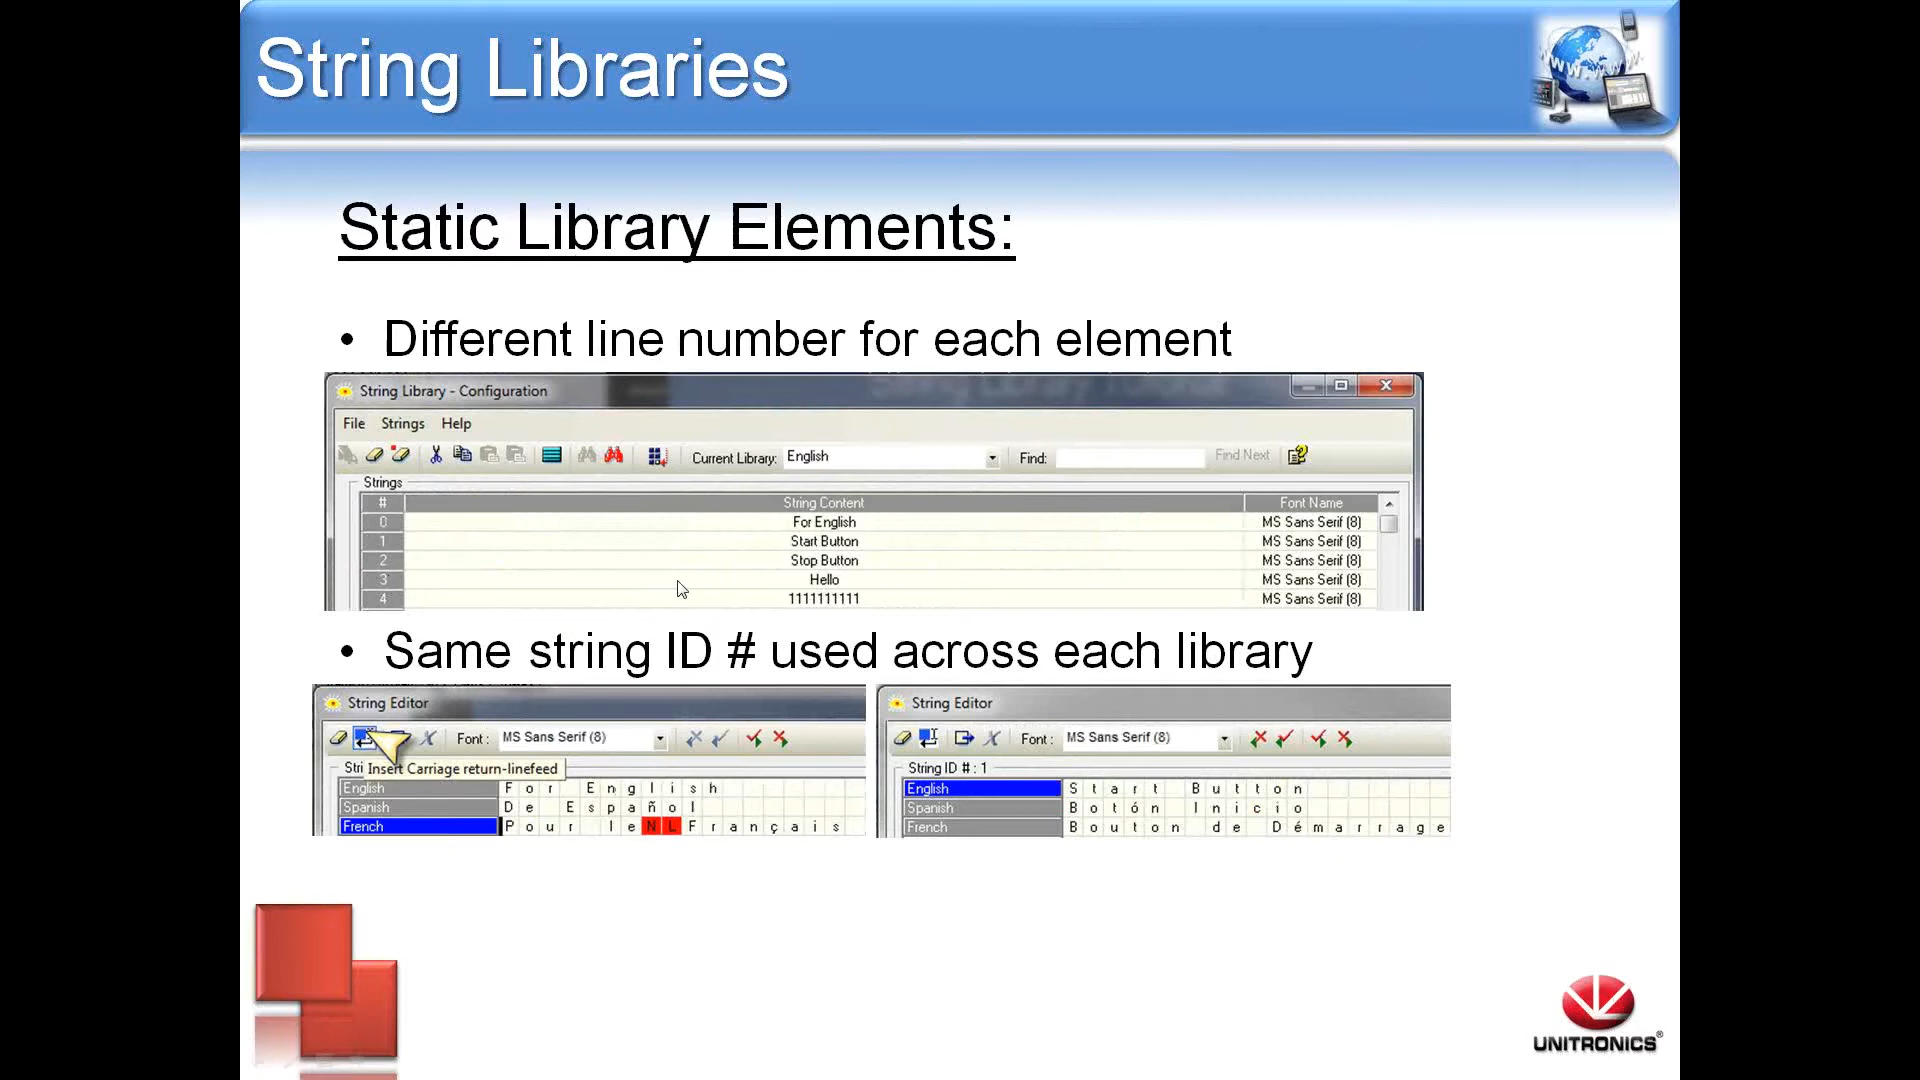 String Libraries
Static Library Elements:
• Different line number for each element
String Library - Configuration
File Strings Help
Current Library: English Find: Find Next
Strings
# String Content Font Name
0 For English MS Sans Serif (8)
1 Start Button MS Sans Serif (8)
2 Stop Button MS Sans Serif (8)
3 Hello MS Sans Serif (8)
4 1111111111 MS Sans Serif (8)
• Same string ID # used across each library
String Editor
Font : MS Sans Serif (8)
Stri
Insert Carriage return-linefeed
English For English
Spanish De Español
French Pour leNLFrançais
String Editor
Font : MS Sans Serif (8)
String ID # : 1
English Start Button
Spanish Botón Inicio
French Bouton de Démarrage
UNITRONICS®